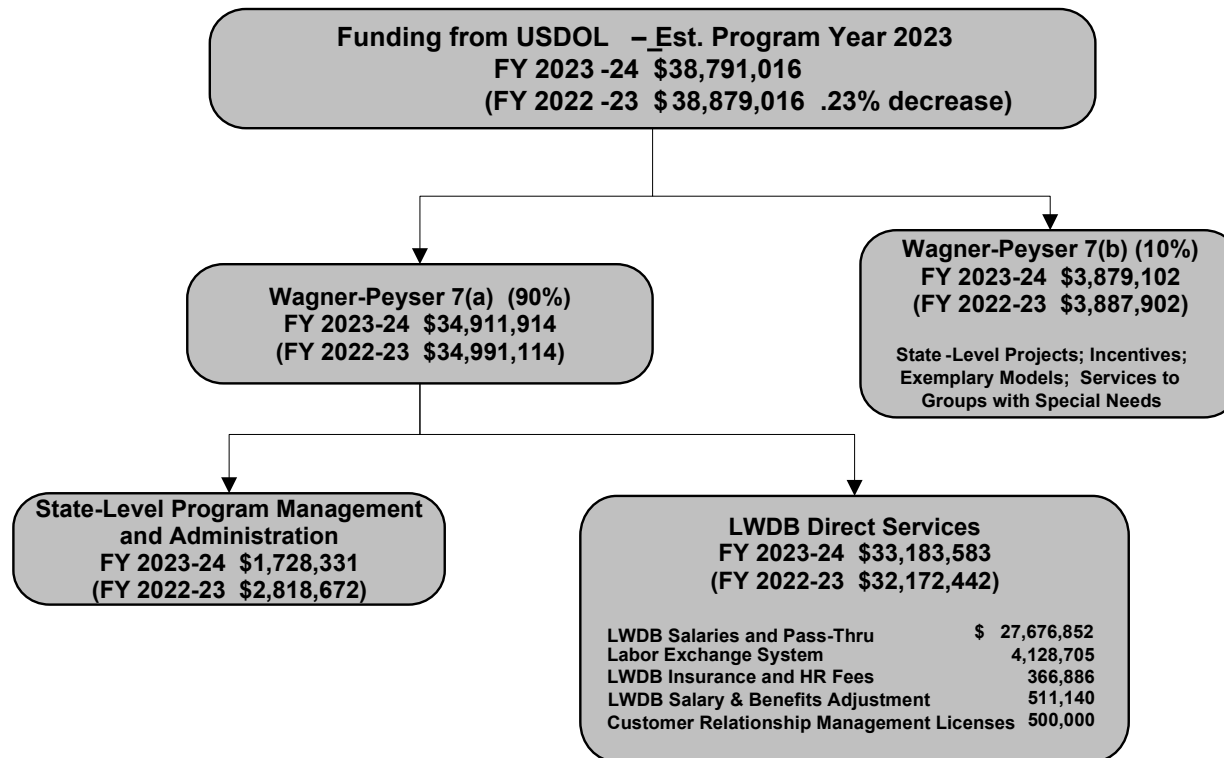 Funding from USDOL – Est. Program Year 2023
FY 2023 -24 $38,791,016
(FY 2022 -23 $ 38,879,016 .23% decrease)
Wagner-Peyser 7(a) (90%)
FY 2023-24 $34,911,914
(FY 2022-23 $34,991,114)
Wagner-Peyser 7(b) (10%)
FY 2023-24 $3,879,102
(FY 2022-23 $3,887,902)
State -Level Projects; Incentives;
Exemplary Models; Services to
Groups with Special Needs
State-Level Program Management
and Administration
FY 2023-24 $1,728,331
(FY 2022-23 $2,818,672)
LWDB Direct Services
FY 2023-24 $33,183,583
(FY 2022-23 $32,172,442)
LWDB Salaries and Pass-Thru $ 27,676,852
Labor Exchange System 4,128,705
LWDB Insurance and HR Fees 366,886
LWDB Salary & Benefits Adjustment 511,140
Customer Relationship Management Licenses 500,000